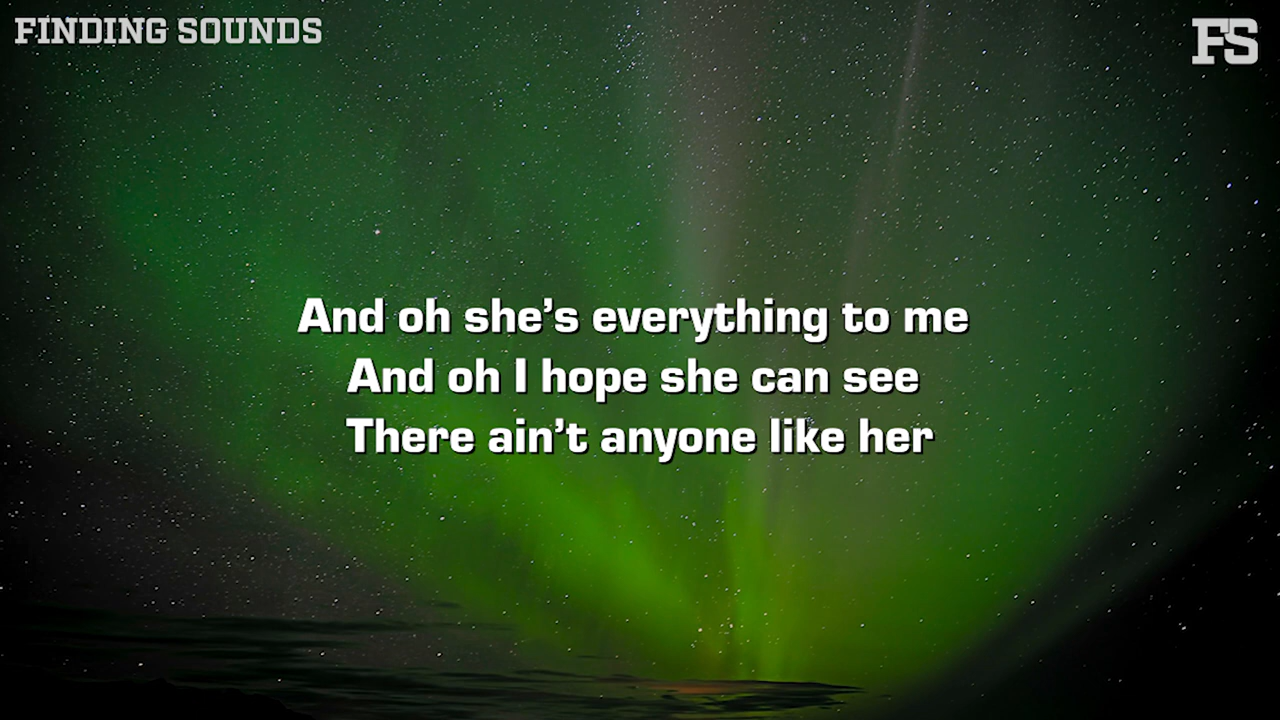 FINDING SOUNDS
FS
And oh she’s everything to me
And oh I hope she can see
There ain’t anyone like her